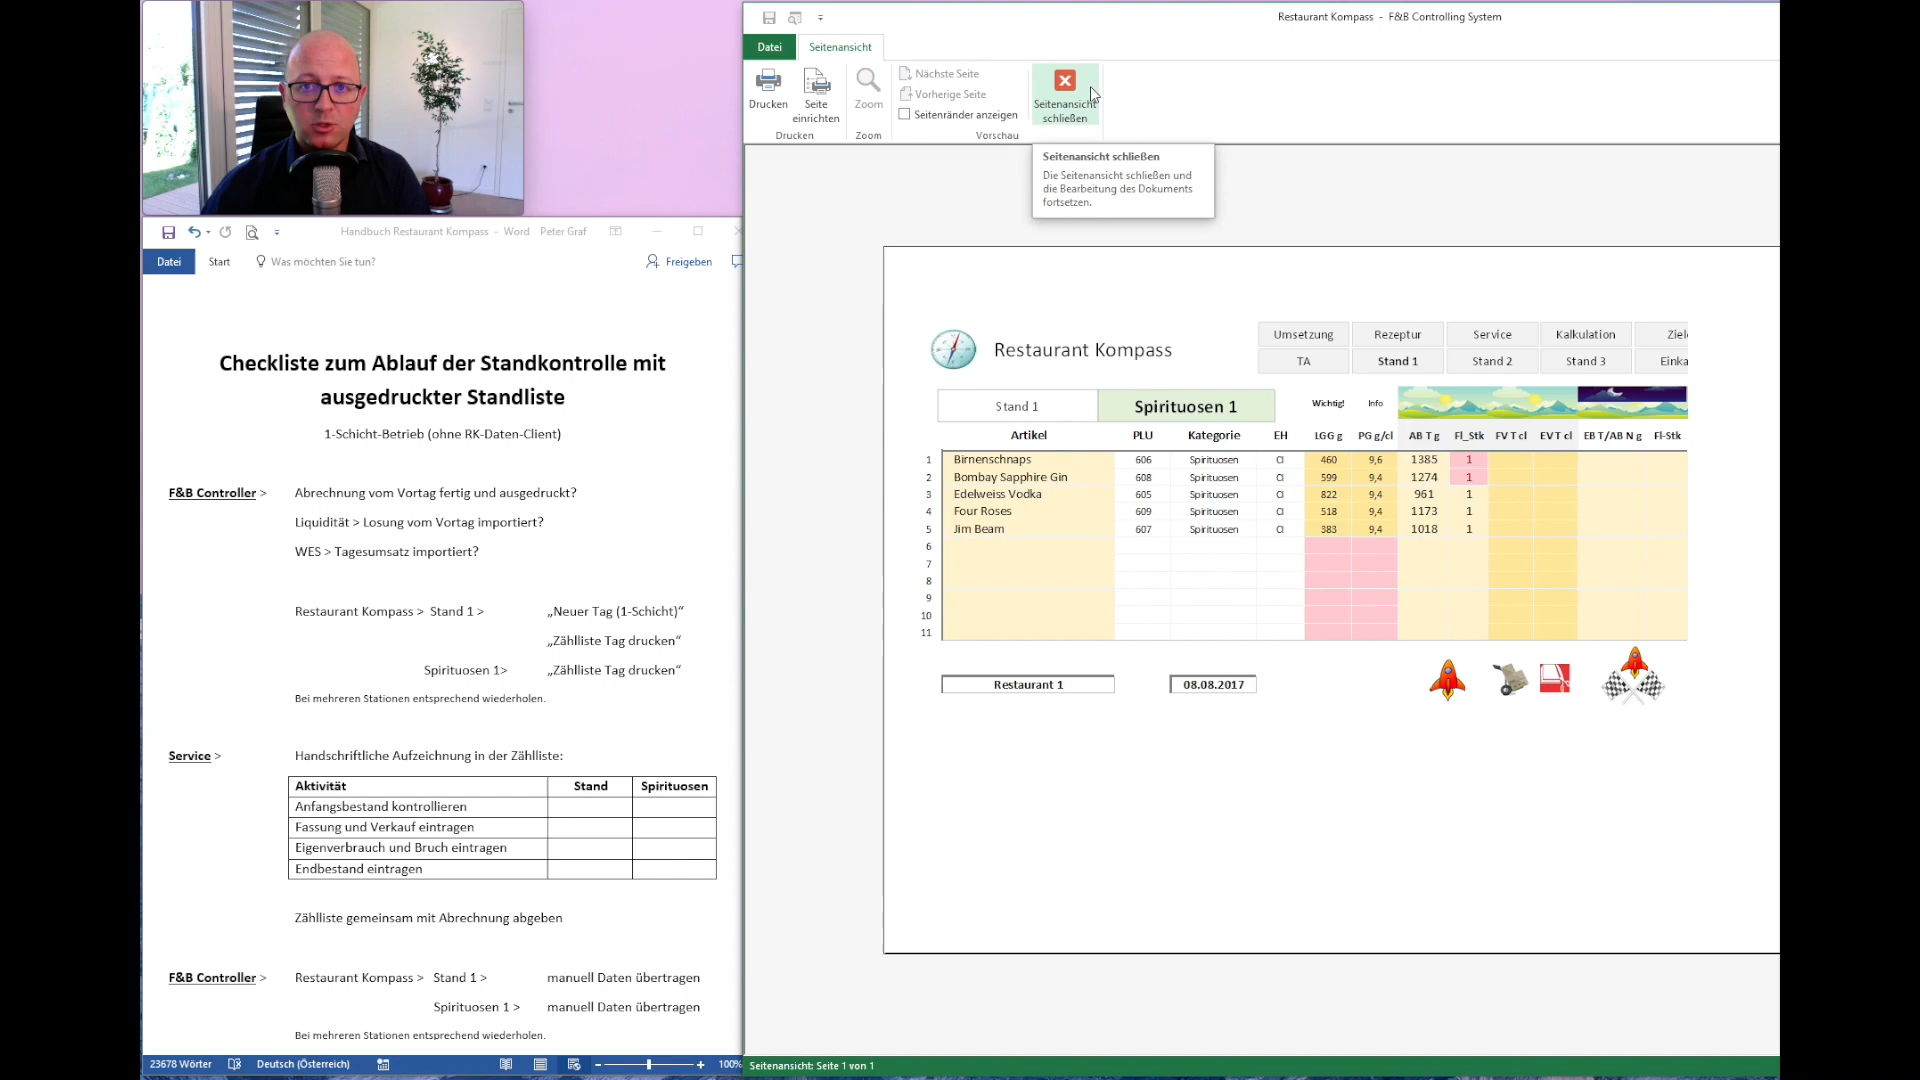 Handbuch Restaurant Kompass - Word Peter Graf
Datei Start Was möchten Sie tun? Freigeben
Checkliste zum Ablauf der Standkontrolle mit
ausgedruckter Standliste
1-Schicht-Betrieb (ohne RK-Daten-Client)
F&B Controller > Abrechnung vom Vortag fertig und ausgedruckt?
Liquidität > Losung vom Vortag importiert?
WES > Tagesumsatz importiert?
Restaurant Kompass > Stand 1 > „Neuer Tag (1-Schicht)“
„Zählliste Tag drucken“
Spirituosen 1> „Zählliste Tag drucken“
Bei mehreren Stationen entsprechend wiederholen.
Service > Handschriftliche Aufzeichnung in der Zählliste:
Aktivität Stand Spirituosen
Anfangsbestand kontrollieren
Fassung und Verkauf eintragen
Eigenverbrauch und Bruch eintragen
Endbestand eintragen
Zählliste gemeinsam mit Abrechnung abgeben
F&B Controller > Restaurant Kompass > Stand 1 > manuell Daten übertragen
Spirituosen 1 > manuell Daten übertragen
Bei mehreren Stationen entsprechend wiederholen.
23678 Wörter Deutsch (Österreich) 100%
Restaurant Kompass - F&B Controlling System
Datei Seitenansicht
Drucken
Seite
einrichten
Drucken
Zoom
Zoom
Nächste Seite
Vorherige Seite
Seitenränder anzeigen
Vorschau
Seitenansicht
schließen
Seitenansicht schließen
Die Seitenansicht schließen und
die Bearbeitung des Dokuments
fortsetzen.
Restaurant Kompass
Umsetzung Rezeptur Service Kalkulation Ziele
TA Stand 1 Stand 2 Stand 3 Einka
Stand 1 Spirituosen 1 Wichtig! Info
Artikel PLU Kategorie EH LGG g PG g/cl AB T g Fl_Stk FV T cl EV T cl EB T/AB N g Fl-Stk
1 Birnenschnaps 606 Spirituosen Cl 460 9,6 1385 1
2 Bombay Sapphire Gin 608 Spirituosen Cl 599 9,4 1274 1
3 Edelweiss Vodka 605 Spirituosen Cl 822 9,4 961 1
4 Four Roses 609 Spirituosen Cl 518 9,4 1173 1
5 Jim Beam 607 Spirituosen Cl 383 9,4 1018 1
6
7
8
9
10
11
Restaurant 1 08.08.2017
Seitenansicht: Seite 1 von 1